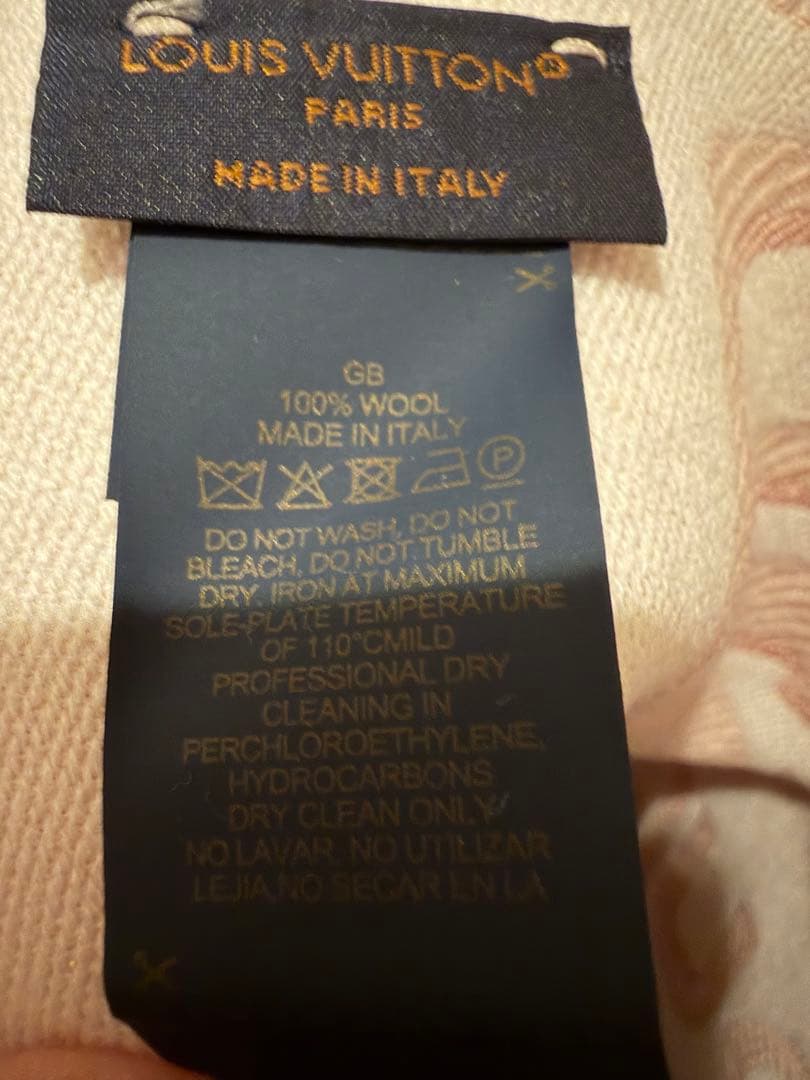 LOUIS VUITTON®
PARIS
MADE IN ITALY
GB
100% WOOL
MADE IN ITALY
P
DO NOT WASH, DO NOT
BLEACH, DO NOT TUMBLE
DRY. IRON AT MAXIMUM
SOLE-PLATE TEMPERATURE
OF 110°CMILD
PROFESSIONAL DRY
CLEANING IN
PERCHLOROETHYLENE,
HYDROCARBONS
DRY CLEAN ONLY
NO LAVAR, NO UTILIZAR
LEJIA,NO SECAR EN LA